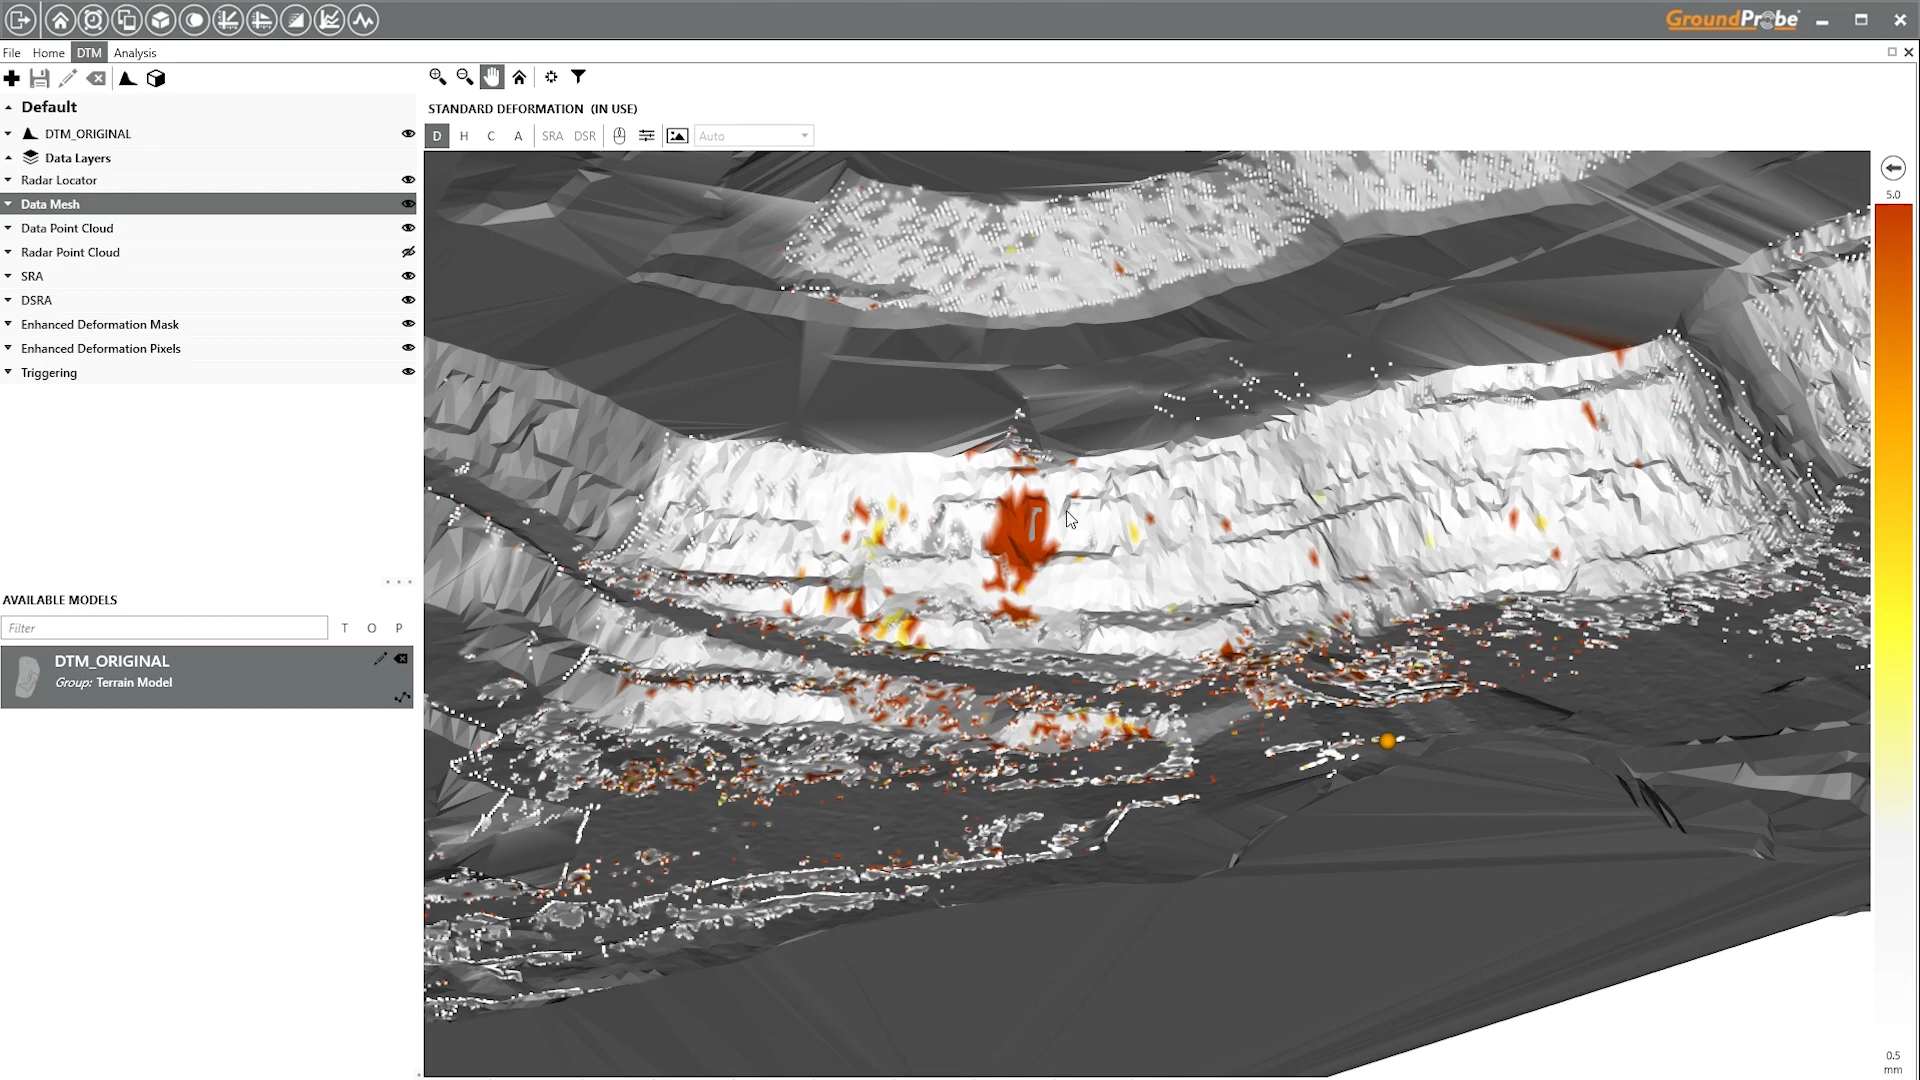 GroundProbe
File Home DTM Analysis
Default
DTM_ORIGINAL
Data Layers
Radar Locator
Data Mesh
Data Point Cloud
Radar Point Cloud
SRA
DSRA
Enhanced Deformation Mask
Enhanced Deformation Pixels
Triggering
AVAILABLE MODELS
Filter T O P
DTM_ORIGINAL
Group: Terrain Model
STANDARD DEFORMATION (IN USE)
D H C A SRA DSR Auto
5.0
0.5
mm